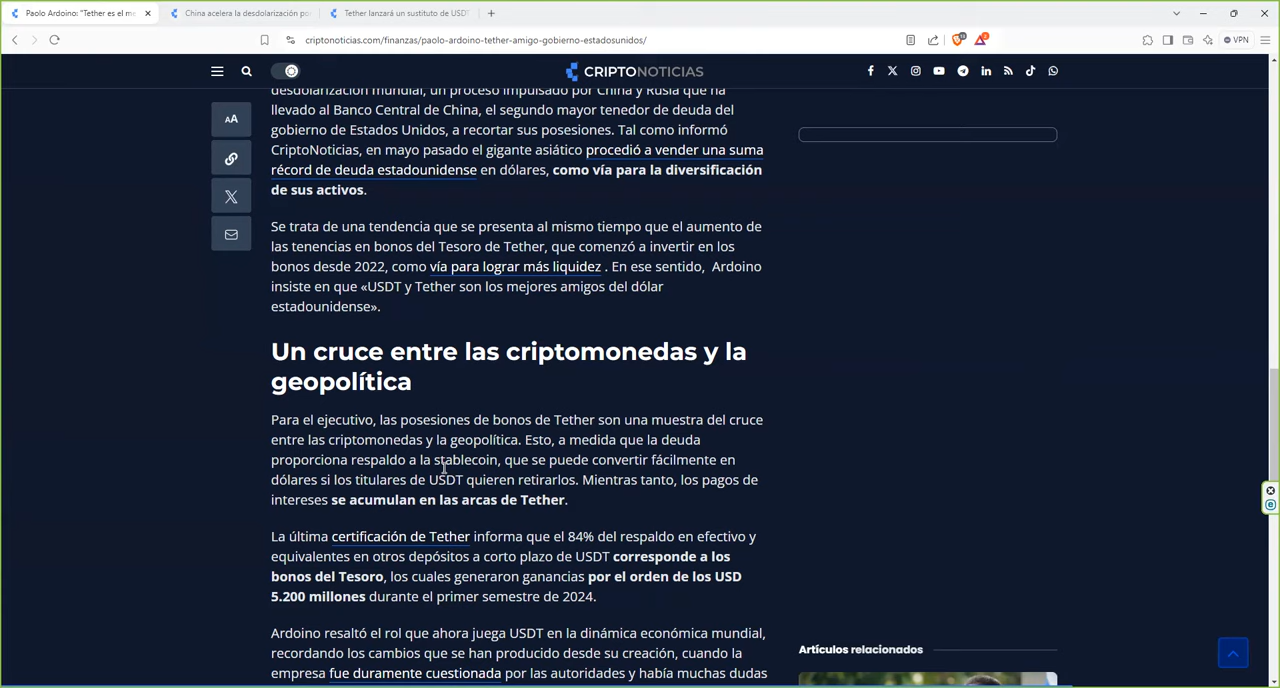 Paolo Ardoino: "Tether es el me
China acelera la desdolarización po
Tether lanzará un sustituto de USDT
criptonoticias.com/finanzas/paolo-ardoino-tether-amigo-gobierno-estadosunidos/
VPN
CRIPTONOTICIAS
desdolarización mundial, un proceso impulsado por China y Rusia que ha
llevado al Banco Central de China, el segundo mayor tenedor de deuda del
gobierno de Estados Unidos, a recortar sus posesiones. Tal como informó
CriptoNoticias, en mayo pasado el gigante asiático procedió a vender una suma
récord de deuda estadounidense en dólares, como vía para la diversificación
de sus activos.
Se trata de una tendencia que se presenta al mismo tiempo que el aumento de
las tenencias en bonos del Tesoro de Tether, que comenzó a invertir en los
bonos desde 2022, como vía para lograr más liquidez . En ese sentido, Ardoino
insiste en que «USDT y Tether son los mejores amigos del dólar
estadounidense».
Un cruce entre las criptomonedas y la
geopolítica
Para el ejecutivo, las posesiones de bonos de Tether son una muestra del cruce
entre las criptomonedas y la geopolítica. Esto, a medida que la deuda
proporciona respaldo a la stablecoin, que se puede convertir fácilmente en
dólares si los titulares de USDT quieren retirarlos. Mientras tanto, los pagos de
intereses se acumulan en las arcas de Tether.
La última certificación de Tether informa que el 84% del respaldo en efectivo y
equivalentes en otros depósitos a corto plazo de USDT corresponde a los
bonos del Tesoro, los cuales generaron ganancias por el orden de los USD
5.200 millones durante el primer semestre de 2024.
Ardoino resaltó el rol que ahora juega USDT en la dinámica económica mundial,
recordando los cambios que se han producido desde su creación, cuando la
empresa fue duramente cuestionada por las autoridades y había muchas dudas
AA
Artículos relacionados